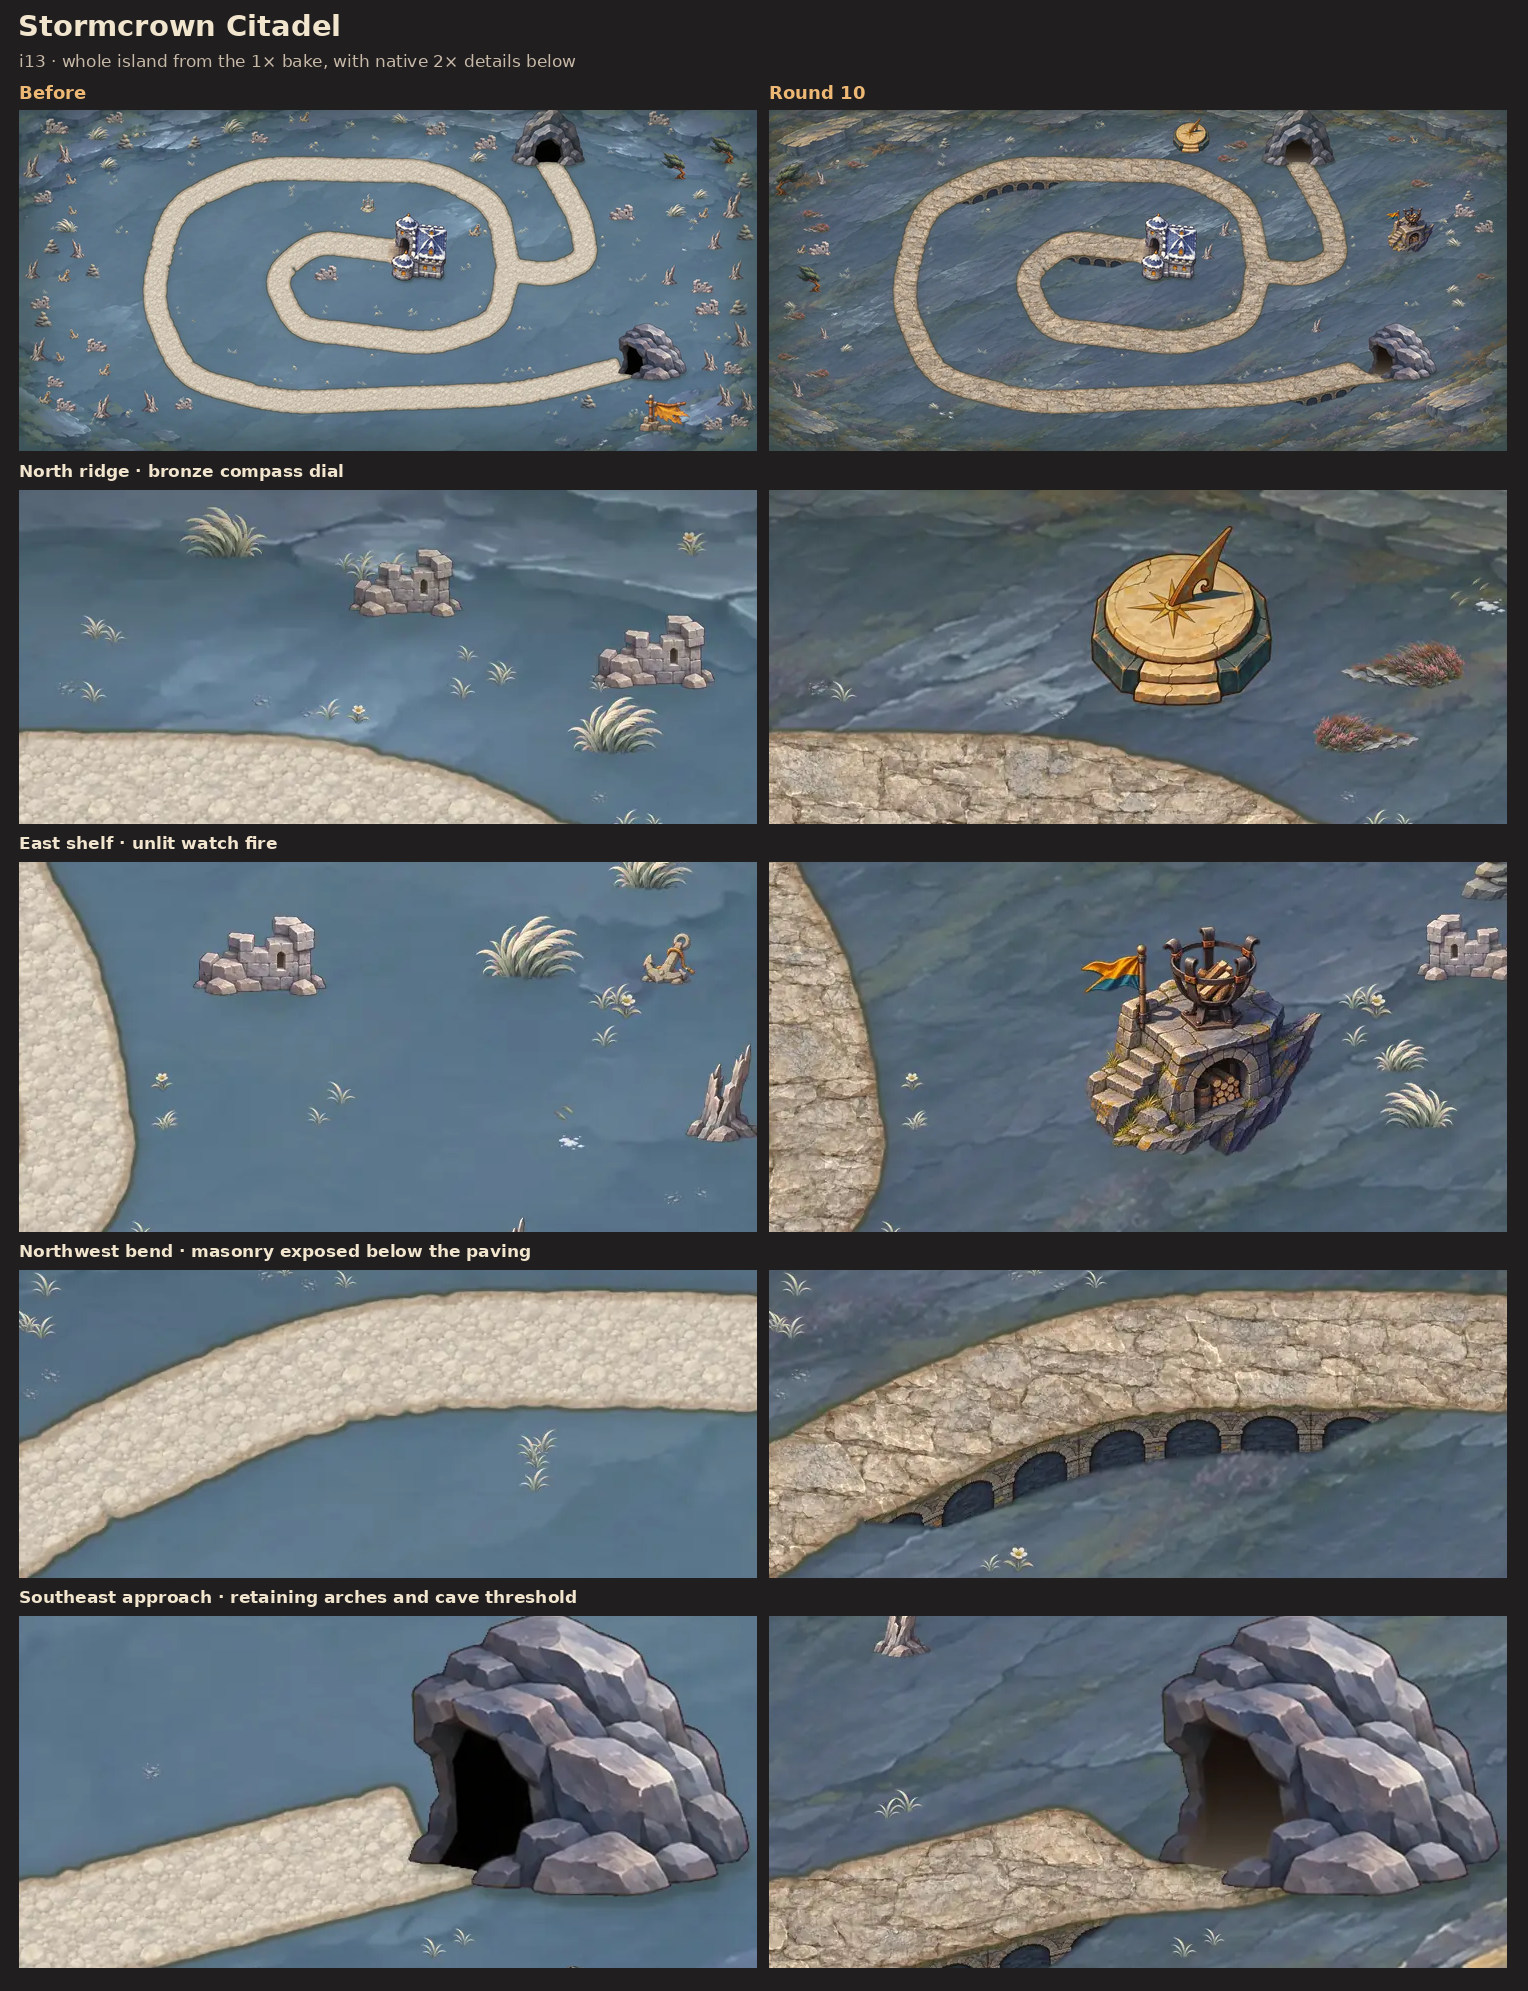 Stormcrown Citadel
i13 · whole island from the 1× bake, with native 2× details below
Before
Round 10
North ridge · bronze compass dial
East shelf · unlit watch fire
Northwest bend · masonry exposed below the paving
Southeast approach · retaining arches and cave threshold